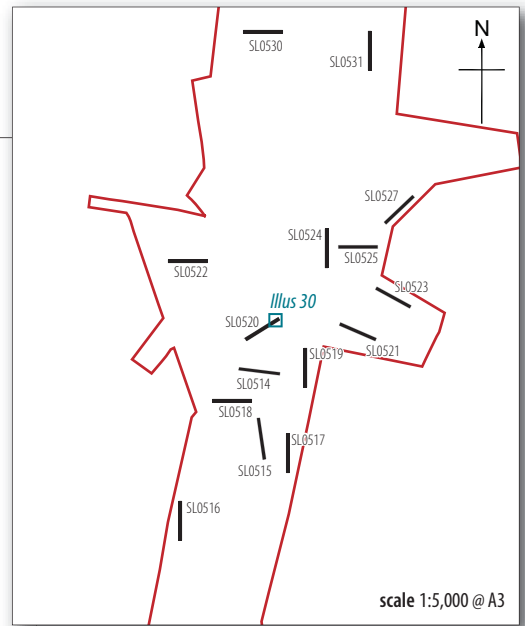 N
SL0530
SL0531
SL0527
SL0524
SL0525
SL0522
SL0523
Illus 30
SL0520
SL0521
SL0519
SL0514
SL0518
SL0517
SL0515
SL0516
scale 1:5,000 @ A3